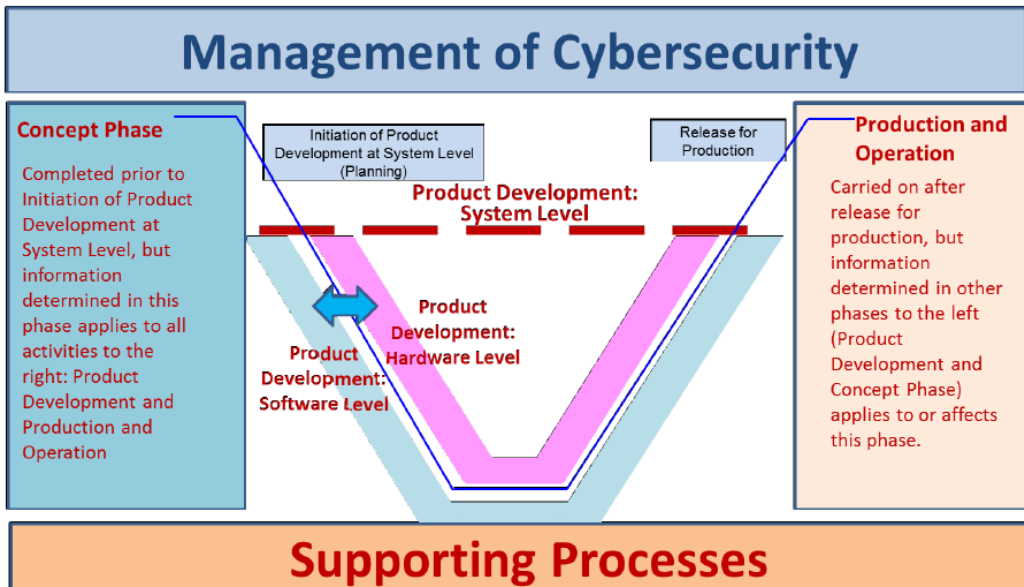 Management of Cybersecurity
Concept Phase
Completed prior to
Initiation of Product
Development at
System Level, but
information
determined in this
phase applies to all
activities to the
right: Product
Development and
Production and
Operation
Initiation of Product
Development at System Level
(Planning)
Release for
Production
Product Development:
System Level
Product
Development:
Hardware Level
Product
Development:
Software Level
Production and
Operation
Carried on after
release for
production, but
information
determined in other
phases to the left
(Product
Development and
Concept Phase)
applies to or affects
this phase.
Supporting Processes